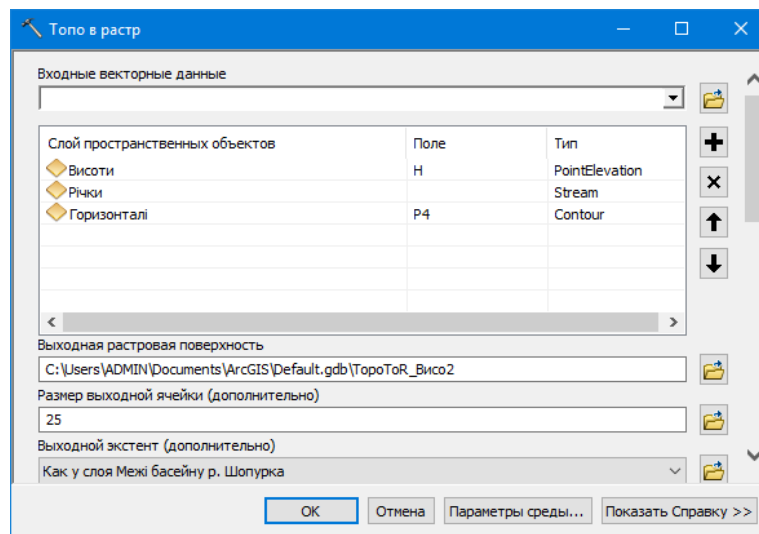 Топо в растр
Входные векторные данные
Слой пространственных объектов Поле Тип
Висоти H PointElevation
Річки Stream
Горизонталі P4 Contour
Выходная растровая поверхность
C:\Users\ADMIN\Documents\ArcGIS\Default.gdb\TopoToR_Висо2
Размер выходной ячейки (дополнительно)
25
Выходной экстент (дополнительно)
Как у слоя Межі басейну р. Шопурка
OK Отмена Параметры среды... Показать Справку >>